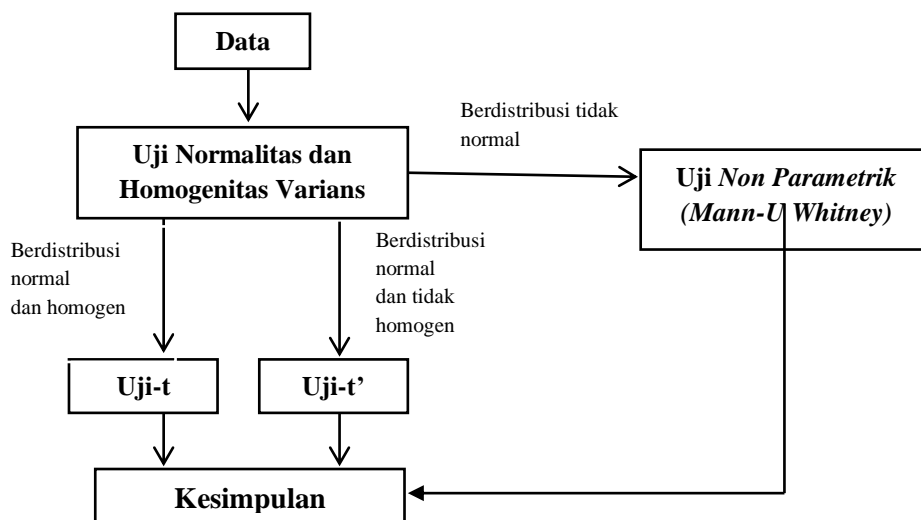 Data
Berdistribusi tidak
normal
Uji Normalitas dan
Homogenitas Varians
Uji Non Parametrik
(Mann-U Whitney)
Berdistribusi
normal
dan homogen
Berdistribusi
normal
dan tidak
homogen
Uji-t
Uji-t’
Kesimpulan